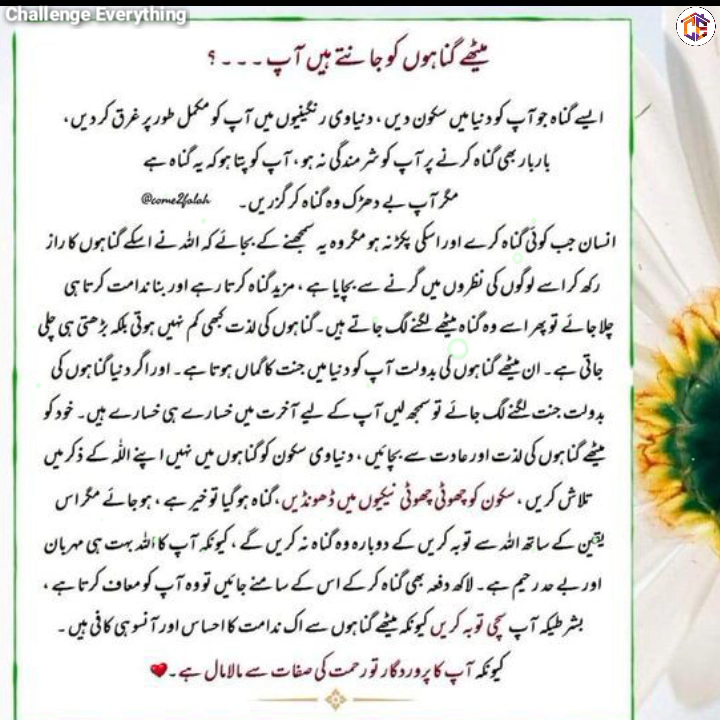 Challenge Everything
میٹھے گناہوں کو جانتے ہیں آپ ۔ ۔ ۔ ؟
ایسے گناہ جو آپ کو دنیا میں سکون دیں ، دنیاوی رنگینیوں میں آپ کو مکمل طور پر غرق کر دیں،
بار بار بھی گناہ کرنے پر آپ کو شرمندگی نہ ہو ، آپ کو پتا ہو کہ یہ گناہ ہے
مگر آپ بے دھڑک وہ گناہ کر گزریں۔ @come2falah
انسان جب کوئی گناہ کرے اور اسکی پکڑ نہ ہو مگر وہ یہ سمجھنے کے بجائے کہ اللہ نے اسکے گناہوں کا راز
رکھ کر اسے لوگوں کی نظروں میں گرنے سے بچایا ہے ، مزید گناہ کرتا رہے اور بنا ندامت کرتا ہی
چلا جائے تو پھر اسے وہ گناہ میٹھے لگنے لگ جاتے ہیں۔ گناہوں کی لذت کبھی کم نہیں ہوتی بلکہ بڑھتی ہی چلی
جاتی ہے ۔ ان میٹھے گناہوں کی بدولت آپ کو دنیا میں جنت کا گماں ہوتا ہے ۔ اور اگر دنیا گناہوں کی
بدولت جنت لگنے لگ جائے تو سمجھ لیں آپ کے لیے آخرت میں خسارے ہی خسارے ہیں ۔ خود کو
میٹھے گناہوں کی لذت اور عادت سے بچائیں ، دنیاوی سکون کو گناہوں میں نہیں اپنے اللہ کے ذکر میں
تلاش کریں ، سکون کو چھوٹی چھوٹی نیکیوں میں ڈھونڈیں، گناہ ہو گیا تو خیر ہے ، ہو جائے مگر اس
یقین کے ساتھ اللہ سے توبہ کریں کے دوبارہ وہ گناہ نہ کریں گے ، کیونکہ آپ کا اللہ بہت ہی مہربان
اور بے حد رحیم ہے ۔ لاکھ دفعہ بھی گناہ کر کے اس کے سامنے جائیں تو وہ آپ کو معاف کرتا ہے ،
بشرطیکہ آپ سچی توبہ کریں کیونکہ میٹھے گناہوں سے اک ندامت کا احساس اور آنسو ہی کافی ہیں ۔
کیونکہ آپ کا پروردگار تو رحمت کی صفات سے مالا مال ہے ۔❤